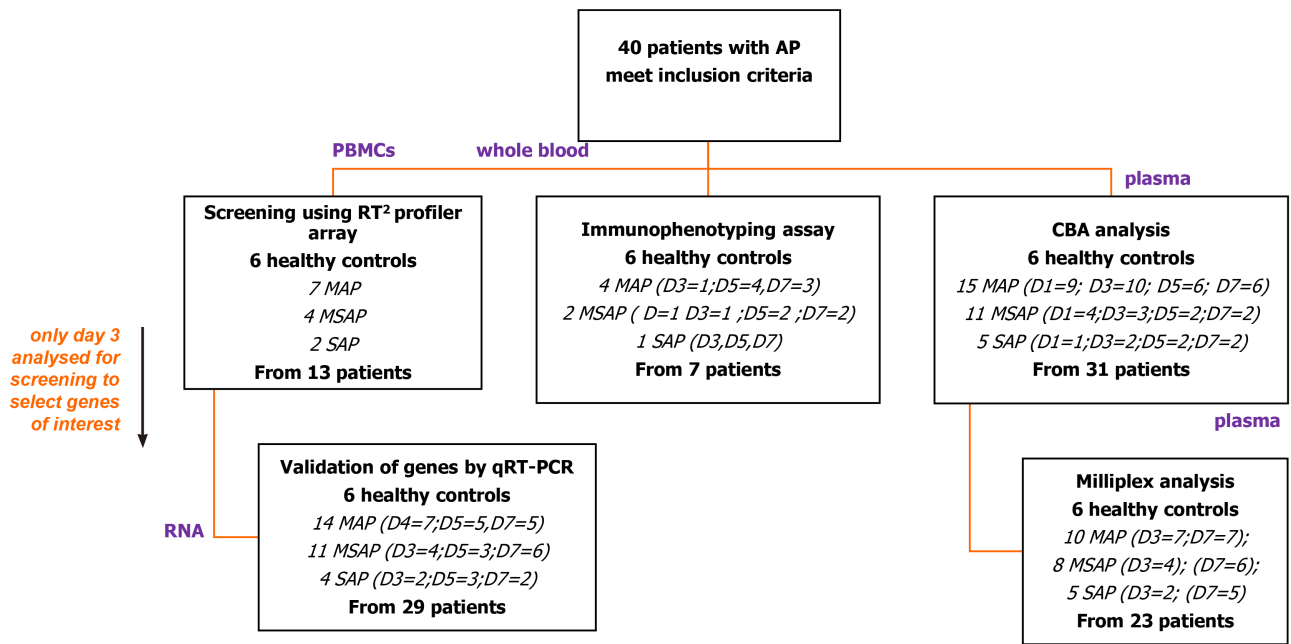 40 patients with AP
meet inclusion criteria
PBMCs
whole blood
plasma
Screening using RT² profiler
array
6 healthy controls
7 MAP
4 MSAP
2 SAP
From 13 patients
Immunophenotyping assay
6 healthy controls
4 MAP (D3=1;D5=4,D7=3)
2 MSAP ( D=1 D3=1 ;D5=2 ;D7=2)
1 SAP (D3,D5,D7)
From 7 patients
CBA analysis
6 healthy controls
15 MAP (D1=9; D3=10; D5=6; D7=6)
11 MSAP (D1=4;D3=3;D5=2;D7=2)
5 SAP (D1=1;D3=2;D5=2;D7=2)
From 31 patients
only day 3
analysed for
screening to
select genes
of interest
plasma
RNA
Validation of genes by qRT-PCR
6 healthy controls
14 MAP (D4=7;D5=5,D7=5)
11 MSAP (D3=4;D5=3;D7=6)
4 SAP (D3=2;D5=3;D7=2)
From 29 patients
Milliplex analysis
6 healthy controls
10 MAP (D3=7;D7=7);
8 MSAP (D3=4); (D7=6);
5 SAP (D3=2; (D7=5)
From 23 patients